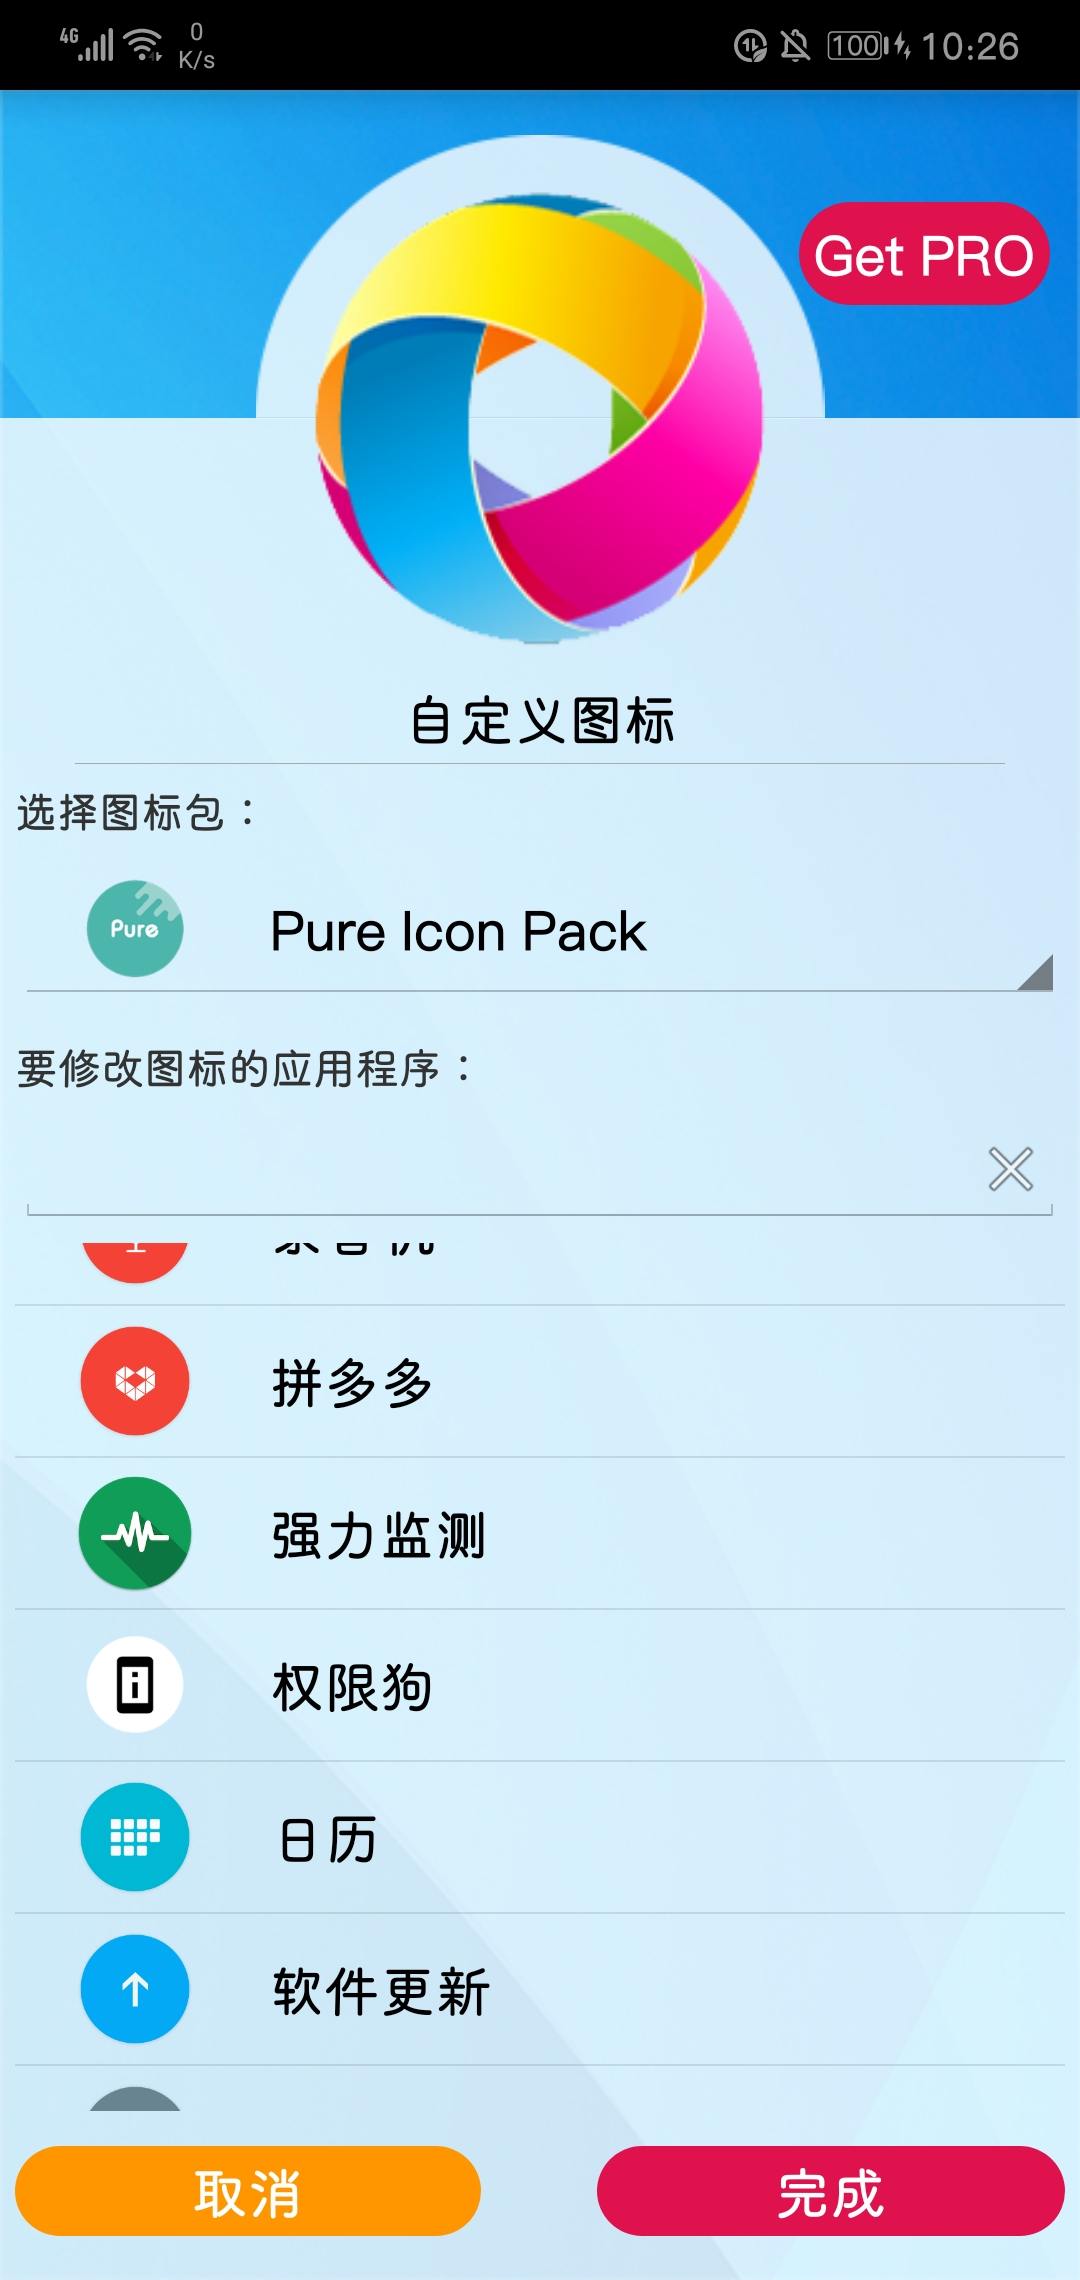 4G 0 K/s 100 10:26
Get PRO
自定义图标
选择图标包：
Pure Pure Icon Pack
要修改图标的应用程序：
拼多多
强力监测
权限狗
日历
软件更新
取消 完成